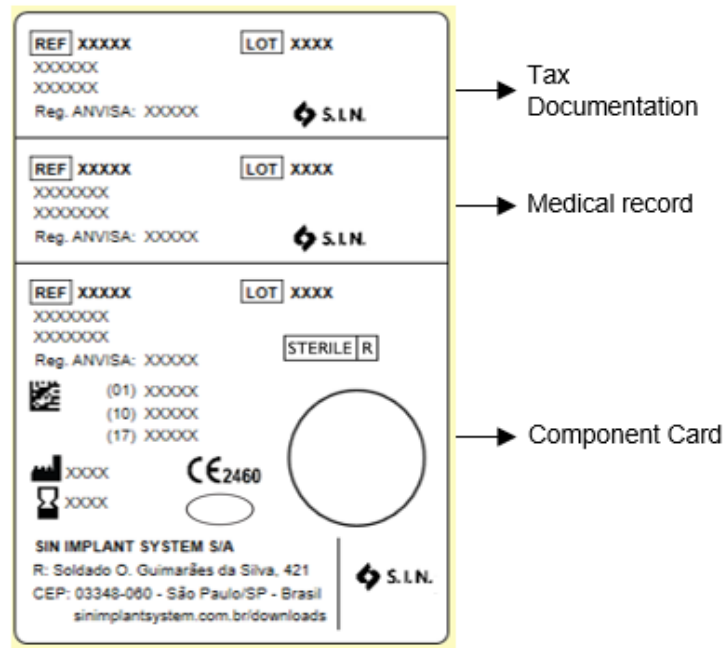 REF XXXXX LOT XXXX
XXXXXX
XXXXXX
Reg. ANVISA: XXXXX
S.I.N.
Tax
Documentation
REF XXXXX LOT XXXX
XXXXXXX
XXXXXXX
Reg. ANVISA: XXXXX
S.I.N.
Medical record
REF XXXXX LOT XXXX
XXXXXXX
XXXXXXX
Reg. ANVISA: XXXXX
STERILE R
(01) XXXXX
(10) XXXXX
(17) XXXXX
XXXX
CE2460
XXXX
Component Card
SIN IMPLANT SYSTEM S/A
R: Soldado O. Guimarães da Silva, 421
CEP: 03348-060 - São Paulo/SP - Brasil
sinimplantsystem.com.br/downloads
S.I.N.